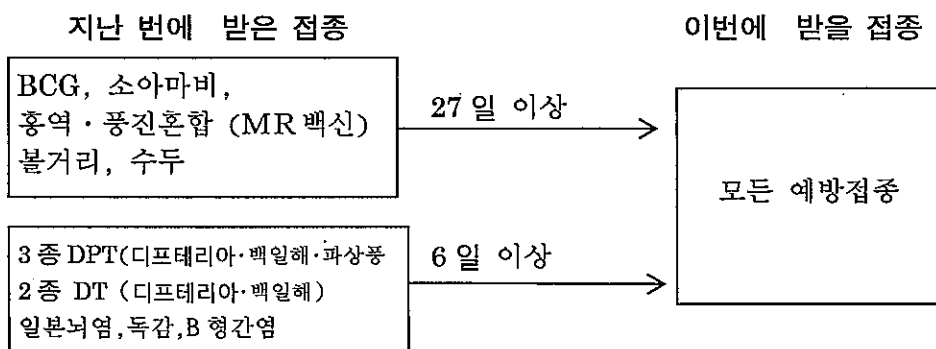 지난 번에 받은 접종
이번에 받을 접종
BCG, 소아마비,
홍역·풍진혼합 (MR백신)
볼거리, 수두
27일 이상
모든 예방접종
3종 DPT(디프테리아·백일해·파상풍
2종 DT (디프테리아·백일해)
일본뇌염,독감,B형간염
6일 이상